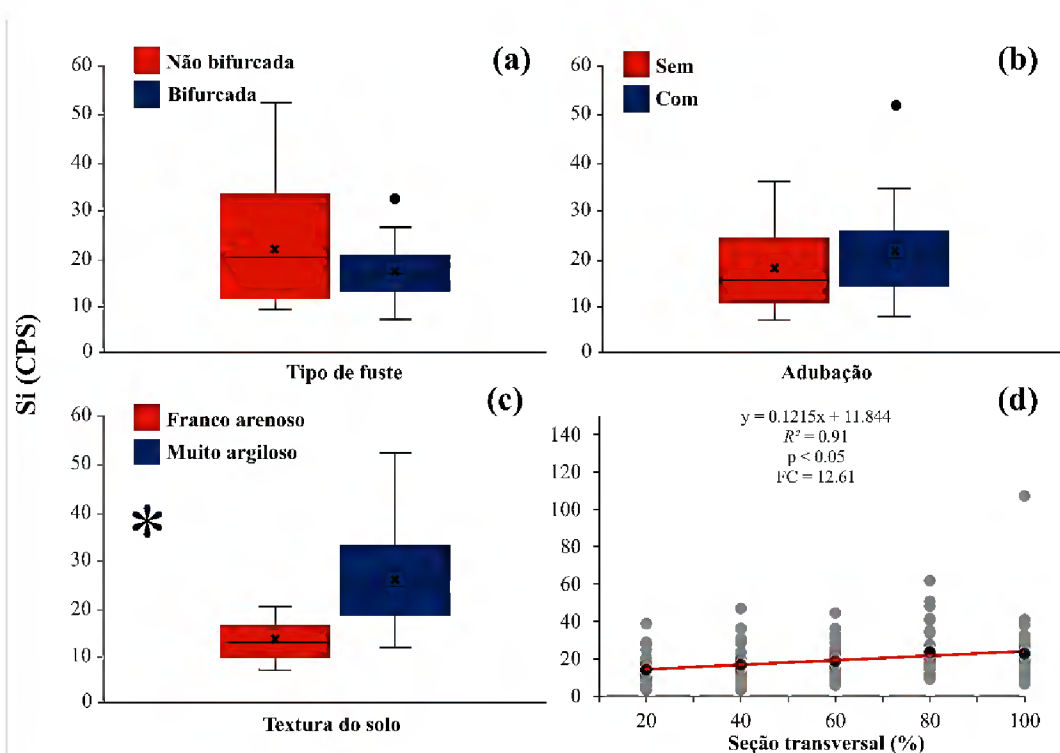 Si (CPS)
(a)
Não bifurcada
Bifurcada
60
50
40
30
20
10
0
Tipo de fuste
(b)
Sem
Com
60
50
40
30
20
10
0
Adubação
(c)
Franco arenoso
Muito argiloso
60
50
40
30
20
10
0
*
Textura do solo
(d)
y = 0.1215x + 11.844
R² = 0.91
p < 0.05
FC = 12.61
140
120
100
80
60
40
20
0
20 40 60 80 100
Seção transversal (%)